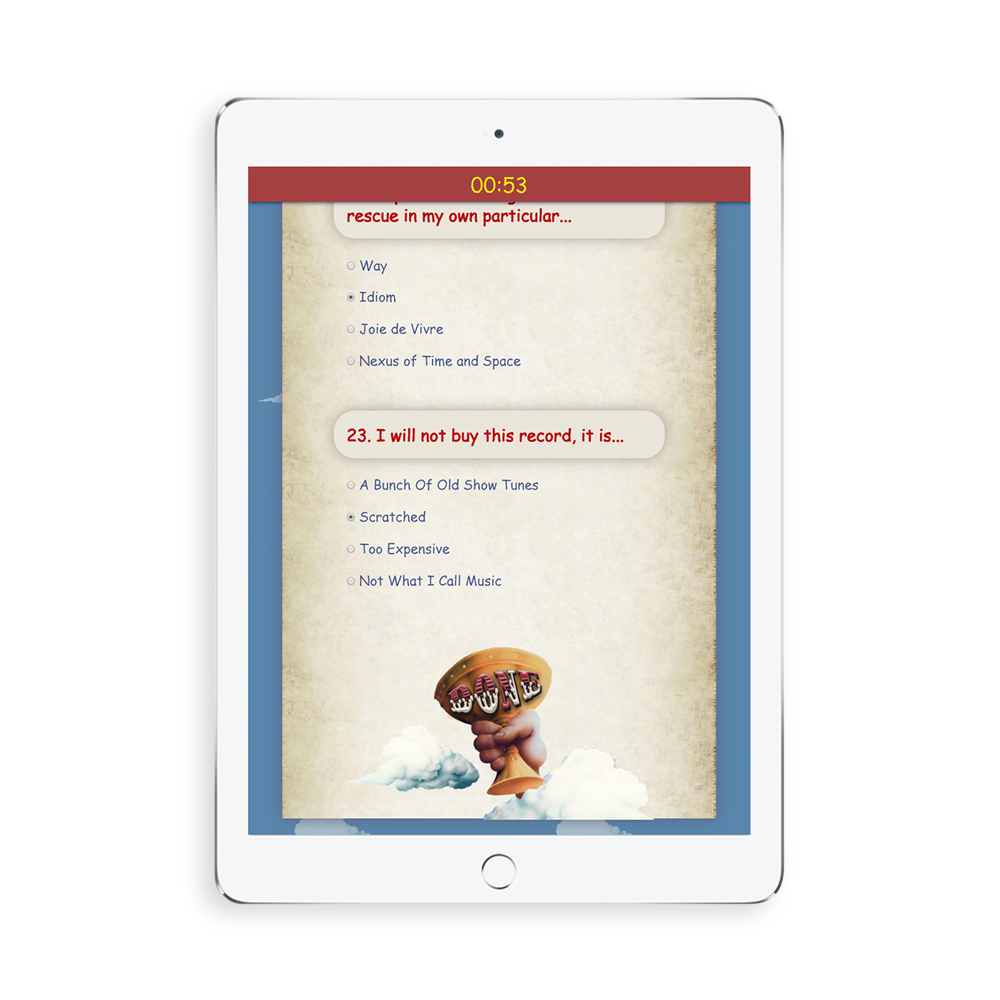 00:53
rescue in my own particular...
Way
Idiom
Joie de Vivre
Nexus of Time and Space
23. I will not buy this record, it is...
A Bunch Of Old Show Tunes
Scratched
Too Expensive
Not What I Call Music
DONE